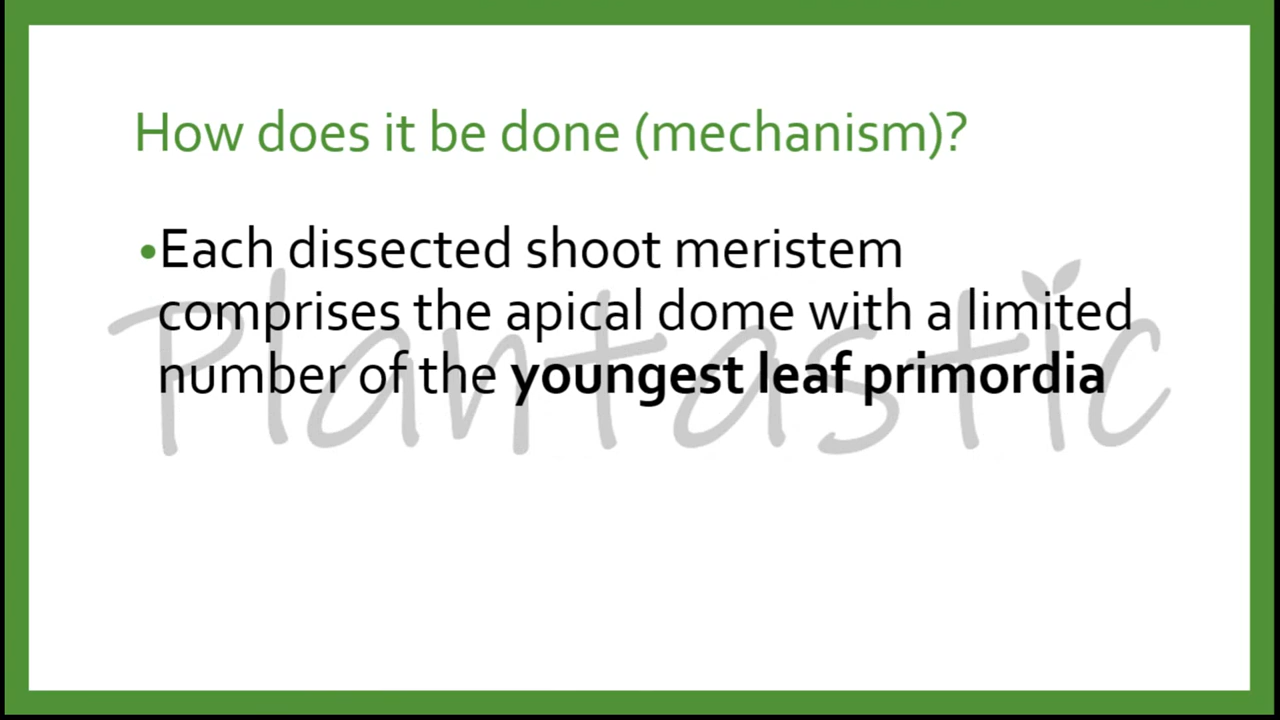 How does it be done (mechanism)?
•Each dissected shoot meristem
comprises the apical dome with a limited
number of the youngest leaf primordia
Plantastic